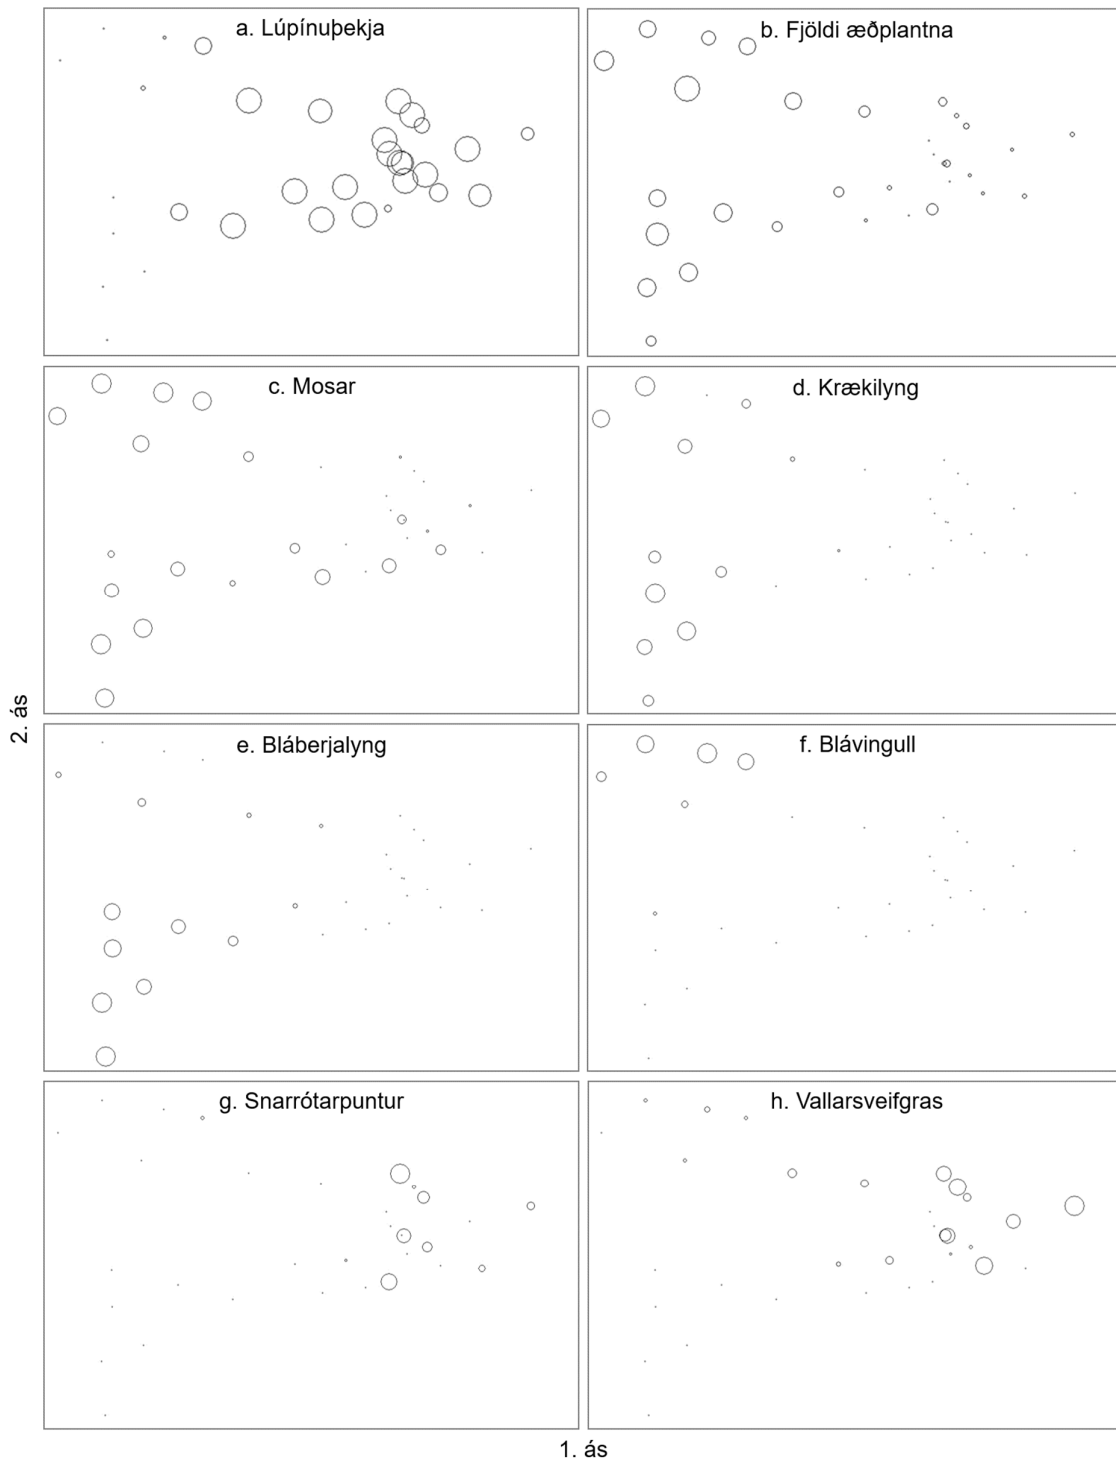 a. Lúpínuþekja
b. Fjöldi æðplantna
c. Mosar
d. Krækilyng
e. Bláberjalyng
f. Blávingull
g. Snarrótarpuntur
h. Vallarsveifgras
2. ás
1. ás